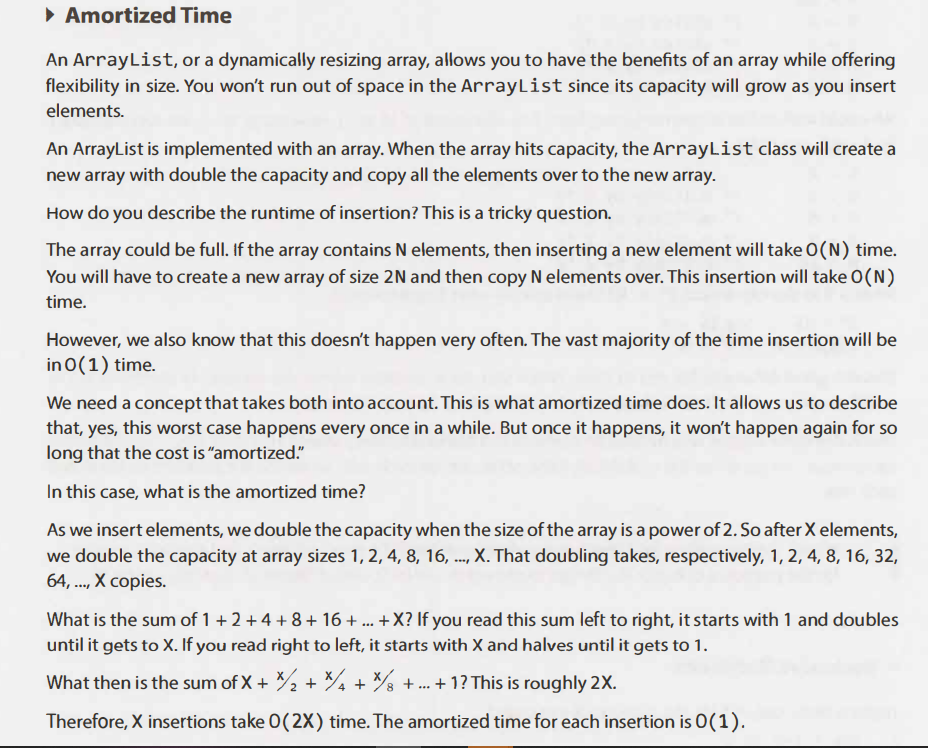 ▸ Amortized Time
An ArrayList, or a dynamically resizing array, allows you to have the benefits of an array while offering
flexibility in size. You won't run out of space in the ArrayList since its capacity will grow as you insert
elements.
An ArrayList is implemented with an array. When the array hits capacity, the ArrayList class will create a
new array with double the capacity and copy all the elements over to the new array.
How do you describe the runtime of insertion? This is a tricky question.
The array could be full. If the array contains N elements, then inserting a new element will take O(N) time.
You will have to create a new array of size 2N and then copy N elements over. This insertion will take O(N)
time.
However, we also know that this doesn't happen very often. The vast majority of the time insertion will be
in O(1) time.
We need a concept that takes both into account. This is what amortized time does. It allows us to describe
that, yes, this worst case happens every once in a while. But once it happens, it won't happen again for so
long that the cost is "amortized."
In this case, what is the amortized time?
As we insert elements, we double the capacity when the size of the array is a power of 2. So after X elements,
we double the capacity at array sizes 1, 2, 4, 8, 16, ..., X. That doubling takes, respectively, 1, 2, 4, 8, 16, 32,
64, ..., X copies.
What is the sum of 1 + 2 + 4 + 8 + 16 + ... + X? If you read this sum left to right, it starts with 1 and doubles
until it gets to X. If you read right to left, it starts with X and halves until it gets to 1.
What then is the sum of X + X/2 + X/4 + X/8 + ... + 1? This is roughly 2X.
Therefore, X insertions take O(2X) time. The amortized time for each insertion is O(1).